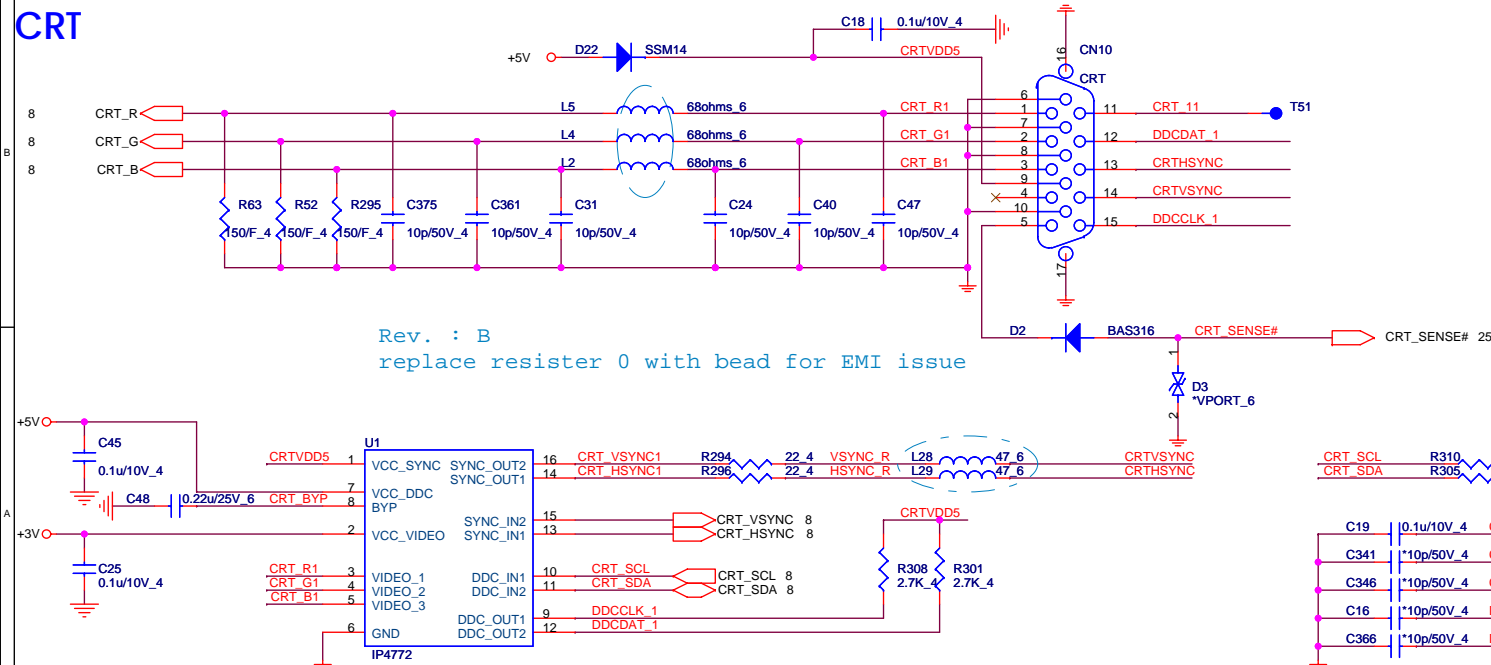 CRT
C18 0.1u/10V_4
+5V D22 SSM14 CRTVDD5
16 CN10
CRT
8 CRT_R L5 68ohms_6 CRT_R1
8 CRT_G L4 68ohms_6 CRT_G1
8 CRT_B L2 68ohms_6 CRT_B1
6
1
7
2
8
3
9
4
10
5
11 CRT_11 T51
12 DDCDAT_1
13 CRTHSYNC
14 CRTVSYNC
15 DDCCLK_1
17
B
R63 R52 R295 C375 C361 C31 C24 C40 C47
150/F_4 150/F_4 150/F_4 10p/50V_4 10p/50V_4 10p/50V_4 10p/50V_4 10p/50V_4 10p/50V_4
D2 BAS316 CRT_SENSE# CRT_SENSE# 25
1
D3
*VPORT_6
2
Rev. : B
replace resister 0 with bead for EMI issue
+5V
C45
0.1u/10V_4
C48 0.22u/25V_6 CRT_BYP
A
+3V
C25
0.1u/10V_4
U1
CRTVDD5 1 VCC_SYNC
7 VCC_DDC
8 BYP
2 VCC_VIDEO
CRT_R1 3 VIDEO_1
CRT_G1 4 VIDEO_2
CRT_B1 5 VIDEO_3
6 GND
IP4772
SYNC_OUT2 16 CRT_VSYNC1 R294 22_4 VSYNC_R L28 47_6 CRTVSYNC
SYNC_OUT1 14 CRT_HSYNC1 R296 22_4 HSYNC_R L29 47_6 CRTHSYNC
SYNC_IN2 15 CRT_VSYNC 8
SYNC_IN1 13 CRT_HSYNC 8
DDC_IN1 10 CRT_SCL CRT_SCL 8
DDC_IN2 11 CRT_SDA CRT_SDA 8
DDC_OUT1 9 DDCCLK_1
DDC_OUT2 12 DDCDAT_1
CRTVDD5
R308 R301
2.7K_4 2.7K_4
CRT_SCL R310
CRT_SDA R305
C19 0.1u/10V_4
C341 *10p/50V_4
C346 *10p/50V_4
C16 *10p/50V_4
C366 *10p/50V_4